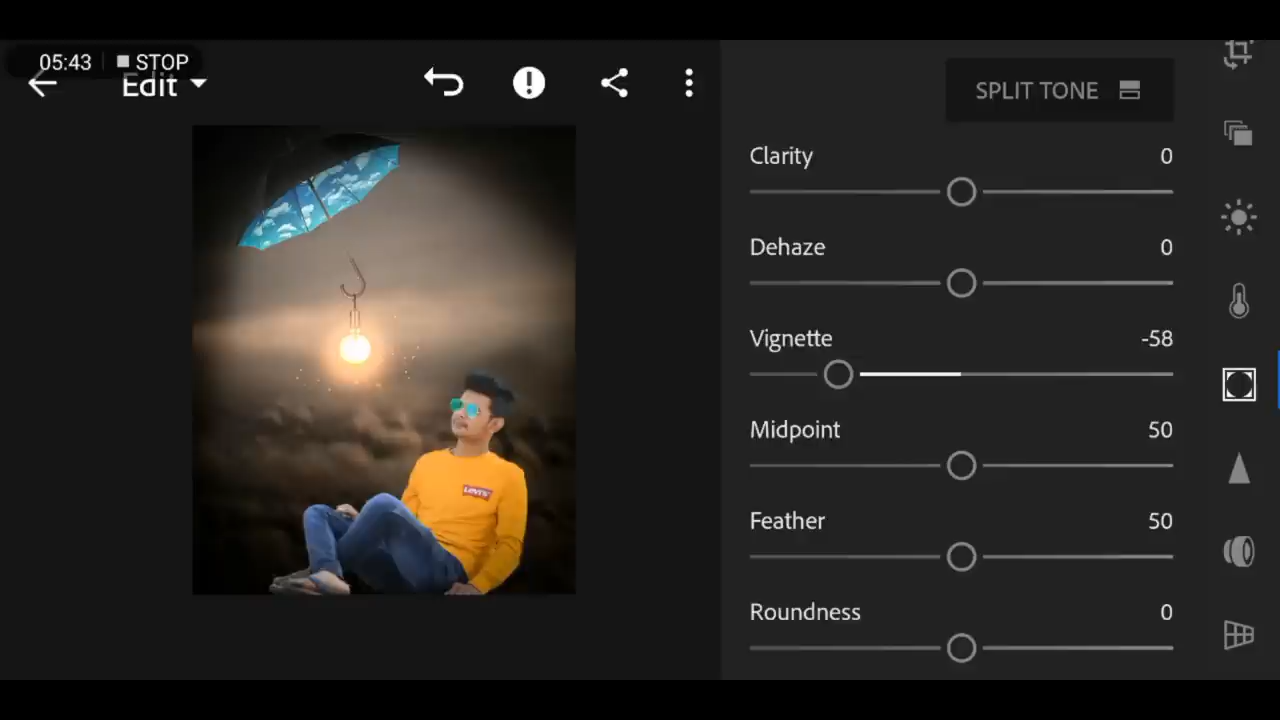 05:43 STOP
Edit
SPLIT TONE
Clarity 0
Dehaze 0
Vignette -58
Midpoint 50
Feather 50
Roundness 0
Levi's